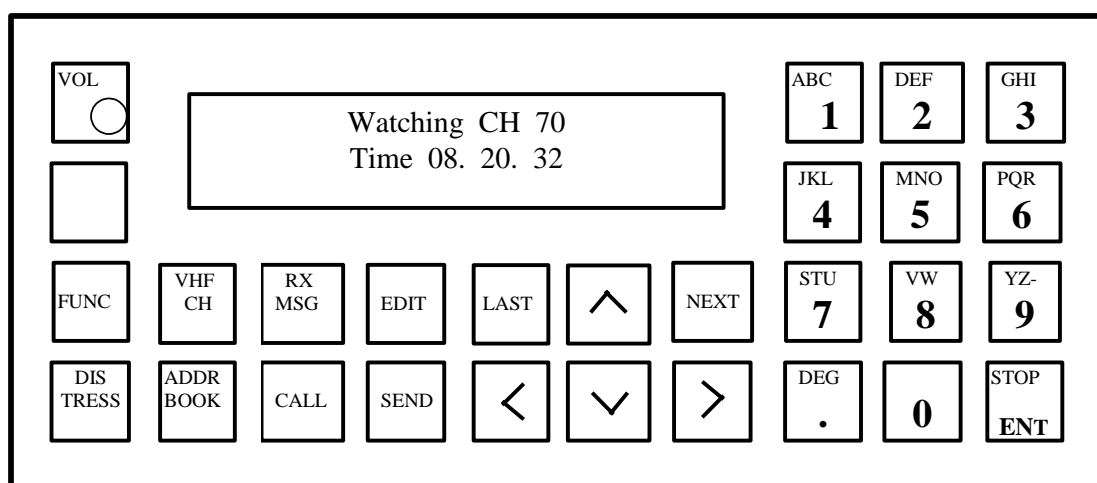 VOL
Watching CH 70
Time 08. 20. 32
ABC
1
DEF
2
GHI
3
JKL
4
MNO
5
PQR
6
FUNC
VHF
CH
RX
MSG
EDIT
LAST
NEXT
STU
7
VW
8
YZ-
9
DIS
TRESS
ADDR
BOOK
CALL
SEND
DEG
.
0
STOP
ENT